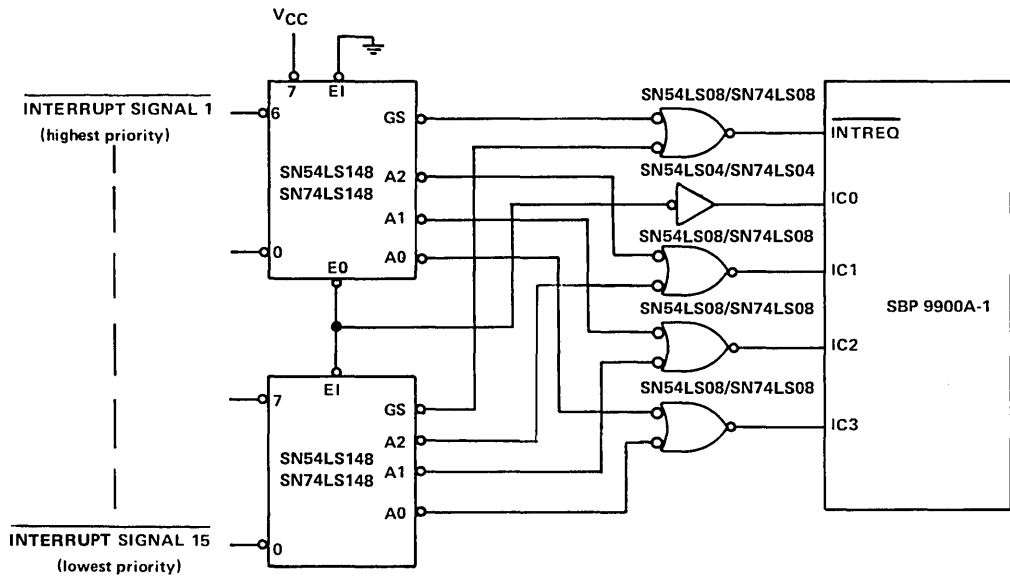 VCC
7
EI
INTERRUPT SIGNAL 1
(highest priority)
6
GS
SN54LS148
SN74LS148
A2
A1
A0
0
E0
SN54LS08/SN74LS08
INTREQ
SN54LS04/SN74LS04
IC0
SN54LS08/SN74LS08
IC1
SBP 9900A-1
SN54LS08/SN74LS08
IC2
SN54LS08/SN74LS08
IC3
EI
7
GS
A2
SN54LS148
SN74LS148
A1
A0
0
INTERRUPT SIGNAL 15
(lowest priority)